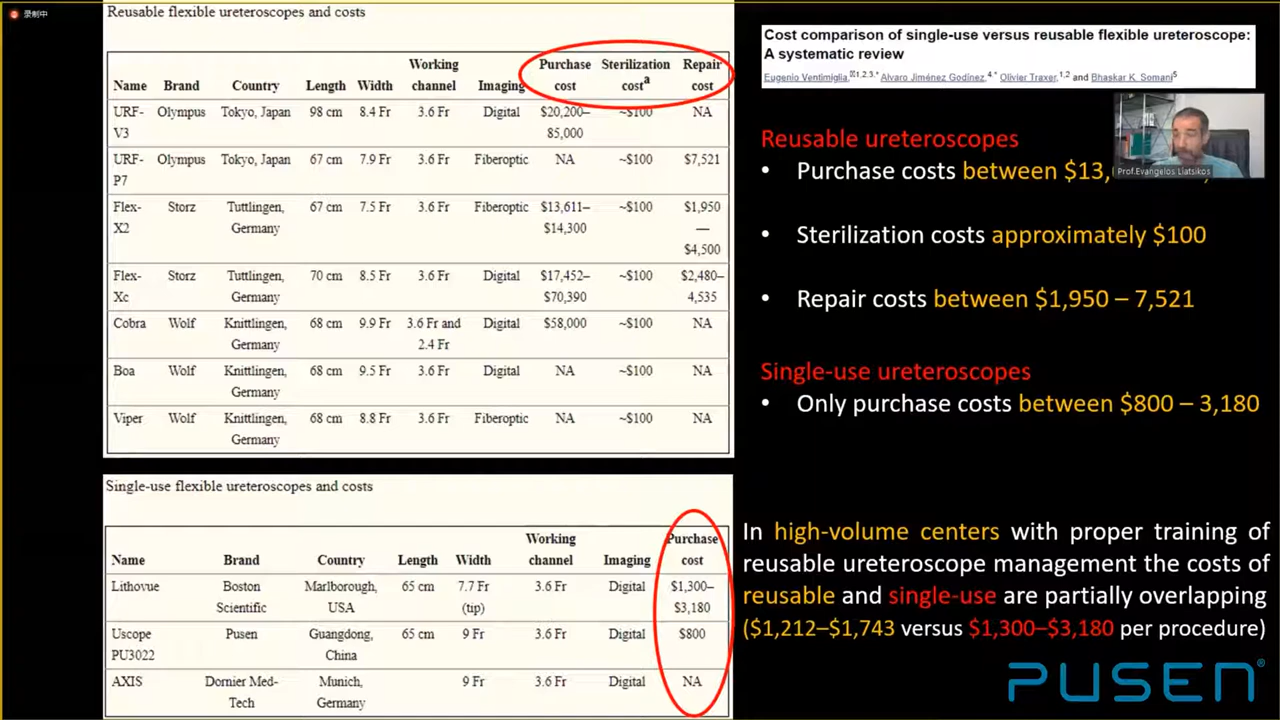 录制中
Reusable flexible ureteroscopes and costs
Name Brand Country Length Width Working channel Imaging Purchase cost Sterilization costᵃ Repair cost
URF-V3 Olympus Tokyo, Japan 98 cm 8.4 Fr 3.6 Fr Digital $20,200–85,000 ~$100 NA
URF-P7 Olympus Tokyo, Japan 67 cm 7.9 Fr 3.6 Fr Fiberoptic NA ~$100 $7,521
Flex-X2 Storz Tuttlingen, Germany 67 cm 7.5 Fr 3.6 Fr Fiberoptic $13,611–$14,300 ~$100 $1,950—$4,500
Flex-Xc Storz Tuttlingen, Germany 70 cm 8.5 Fr 3.6 Fr Digital $17,452–$70,390 ~$100 $2,480–4,535
Cobra Wolf Knittlingen, Germany 68 cm 9.9 Fr 3.6 Fr and 2.4 Fr Digital $58,000 ~$100 NA
Boa Wolf Knittlingen, Germany 68 cm 9.5 Fr 3.6 Fr Digital NA ~$100 NA
Viper Wolf Knittlingen, Germany 68 cm 8.8 Fr 3.6 Fr Fiberoptic NA ~$100 NA
Single-use flexible ureteroscopes and costs
Name Brand Country Length Width Working channel Imaging Purchase cost
Lithovue Boston Scientific Marlborough, USA 65 cm 7.7 Fr (tip) 3.6 Fr Digital $1,300–$3,180
Uscope PU3022 Pusen Guangdong, China 65 cm 9 Fr 3.6 Fr Digital $800
AXIS Dornier Med-Tech Munich, Germany 9 Fr 3.6 Fr Digital NA
Cost comparison of single-use versus reusable flexible ureteroscope:
A systematic review
Eugenio Ventimiglia, 1,2,3,* Alvaro Jiménez Godínez, 4,* Olivier Traxer, 1,2 and Bhaskar K. Somani 5
Prof.Evangelos Liatsikos
Reusable ureteroscopes
• Purchase costs between $13,
• Sterilization costs approximately $100
• Repair costs between $1,950 – 7,521
Single-use ureteroscopes
• Only purchase costs between $800 – 3,180
In high-volume centers with proper training of
reusable ureteroscope management the costs of
reusable and single-use are partially overlapping
($1,212–$1,743 versus $1,300–$3,180 per procedure)
PUSEN®